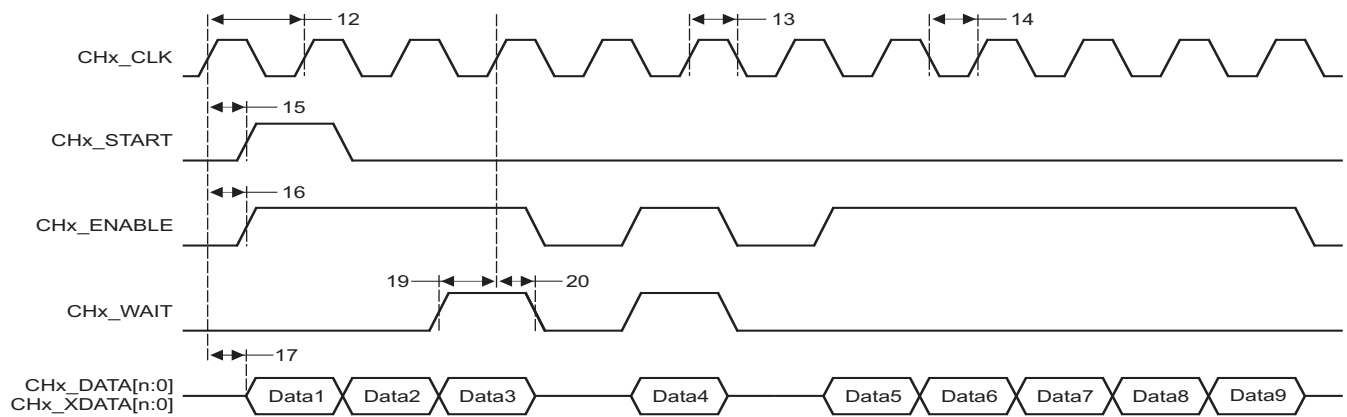 12
13
14
CHx_CLK
15
CHx_START
16
CHx_ENABLE
19
20
CHx_WAIT
17
CHx_DATA[n:0]
CHx_XDATA[n:0]
Data1 Data2 Data3 Data4 Data5 Data6 Data7 Data8 Data9